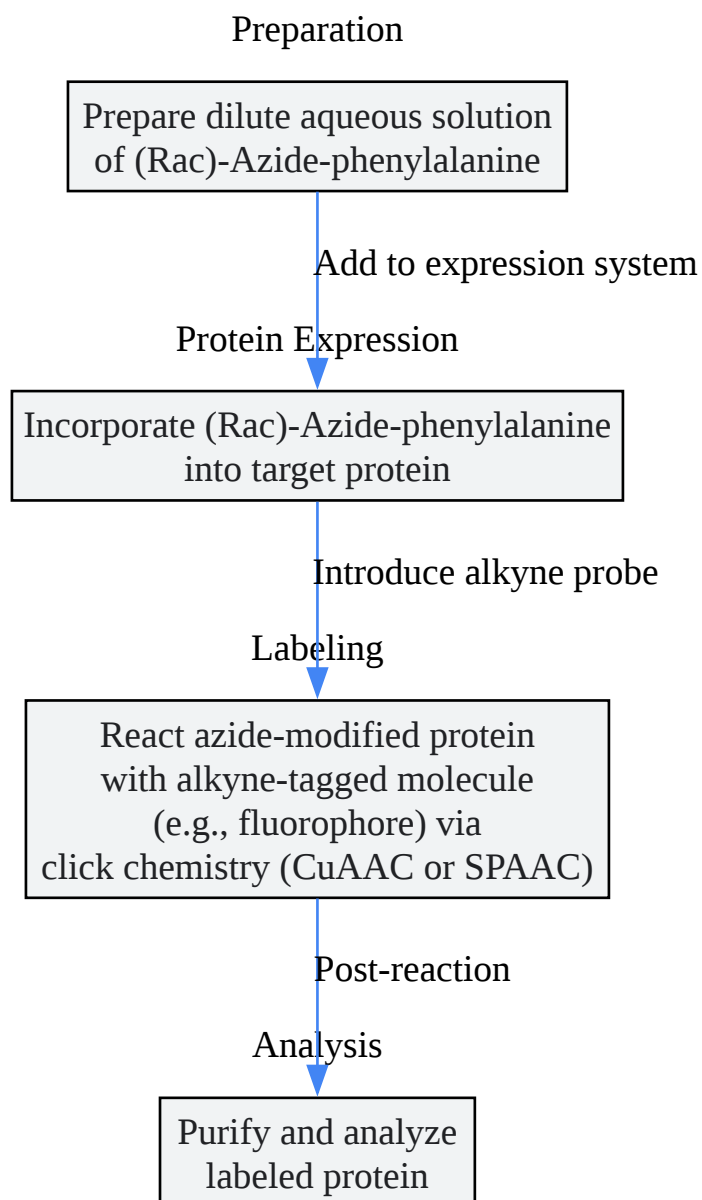 Preparation
Prepare dilute aqueous solution
of (Rac)-Azide-phenylalanine
Add to expression system
Protein Expression
Incorporate (Rac)-Azide-phenylalanine
into target protein
Introduce alkyne probe
Labeling
React azide-modified protein
with alkyne-tagged molecule
(e.g., fluorophore) via
click chemistry (CuAAC or SPAAC)
Post-reaction
Analysis
Purify and analyze
labeled protein